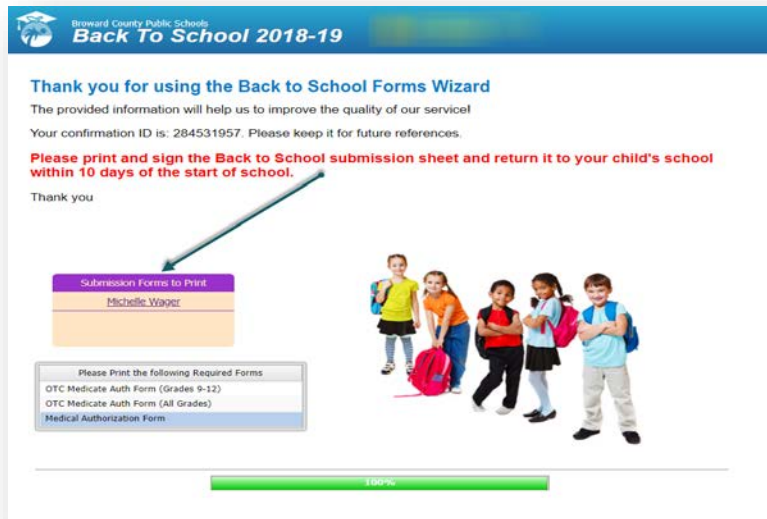 Broward County Public Schools
Back To School 2018-19
Thank you for using the Back to School Forms Wizard
The provided information will help us to improve the quality of our service!
Your confirmation ID is: 284531957. Please keep it for future references.
Please print and sign the Back to School submission sheet and return it to your child's school
within 10 days of the start of school.
Thank you
Submission Forms to Print
Michelle Wager
Please Print the following Required Forms
OTC Medicate Auth Form (Grades 9-12)
OTC Medicate Auth Form (All Grades)
Medical Authorization Form
100%